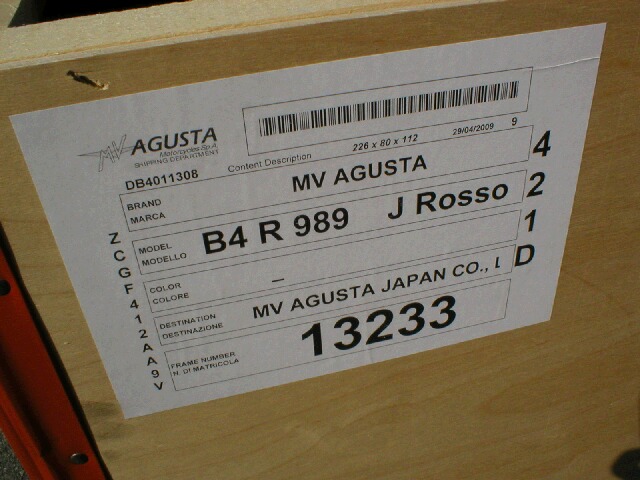 MV AGUSTA
Motorcycles S.p.A.
SHIPPING DEPARTMENT
DB4011308
Content Description
226 x 80 x 112
29/04/2009
9
BRAND
MARCA
MV AGUSTA
4
MODEL
MODELLO
B4 R 989 J Rosso
2
COLOR
COLORE
–
1
DESTINATION
DESTINAZIONE
MV AGUSTA JAPAN CO., L
D
FRAME NUMBER
N. DI MATRICOLA
13233
Z
C
G
F
4
1
2
A
A
9
V